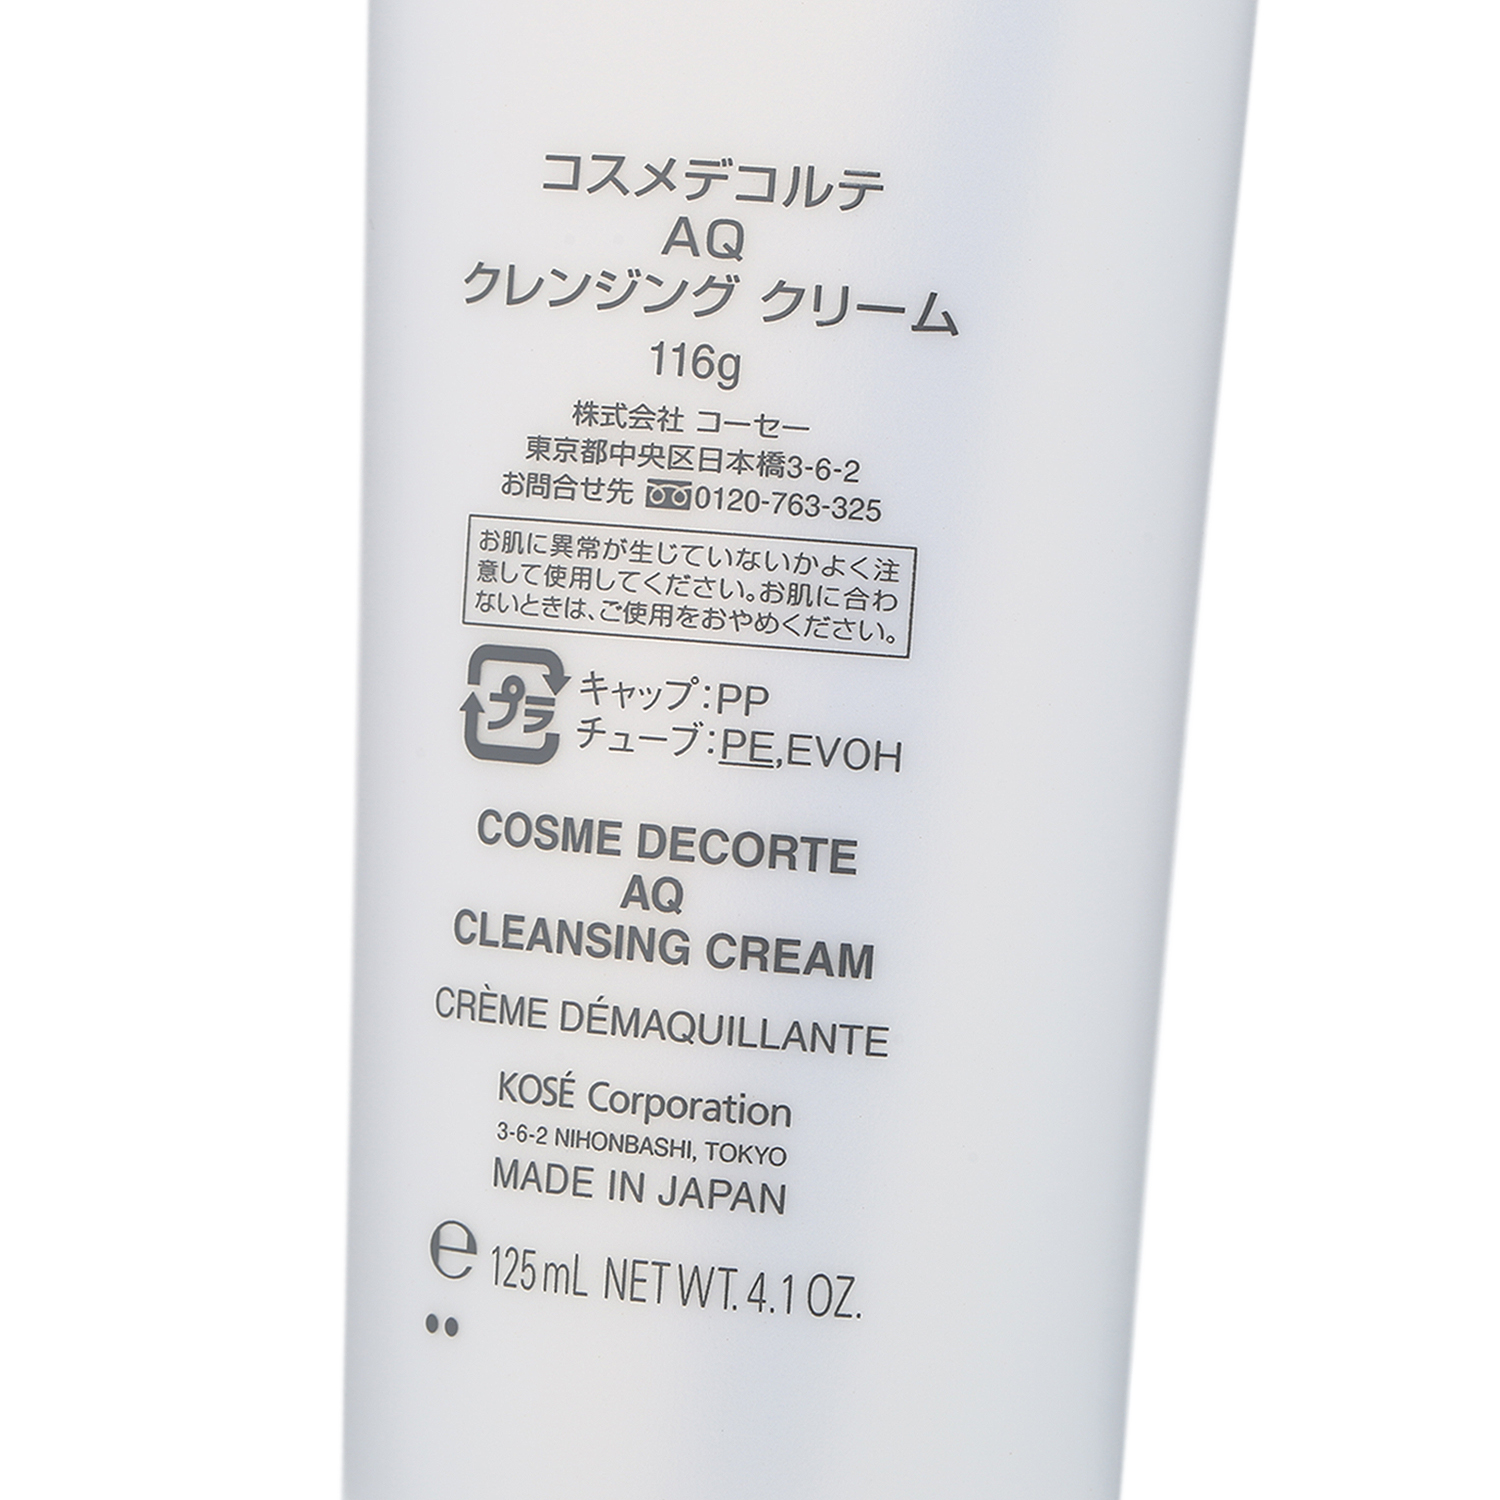 コスメデコルテ
AQ
クレンジング クリーム
116g
株式会社 コーセー
東京都中央区日本橋3-6-2
お問合せ先 0120-763-325
お肌に異常が生じていないかよく注
意して使用してください。お肌に合わ
ないときは、ご使用をおやめください。
プラ
キャップ:PP
チューブ:PE,EVOH
COSME DECORTE
AQ
CLEANSING CREAM
CRÈME DÉMAQUILLANTE
KOSÉ Corporation
3-6-2 NIHONBASHI, TOKYO
MADE IN JAPAN
℮ 125mL NET WT. 4.1 OZ.